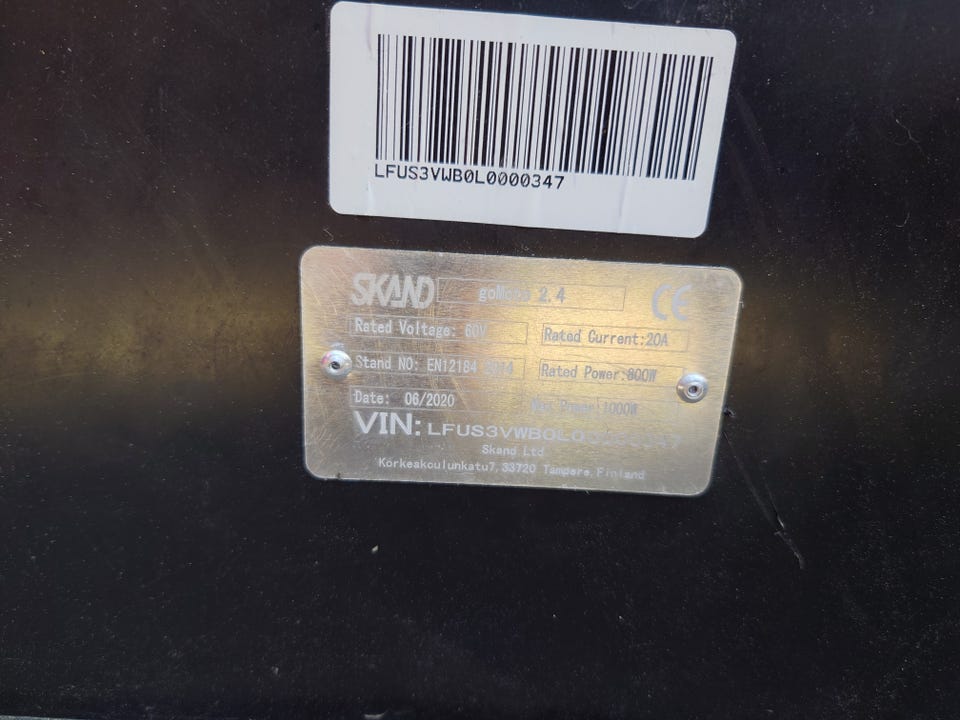 LFUS3VWB0L0000347
SKAND
2.4
CE
Rated Voltage: 60V
Rated Current:20A
Stand NO: EN12184
Rated Power:800W
Date: 06/2020
Max Power:1000W
VIN:
Skand Ltd
Korkeakoulunkatu7,33720 Tampere,Finland